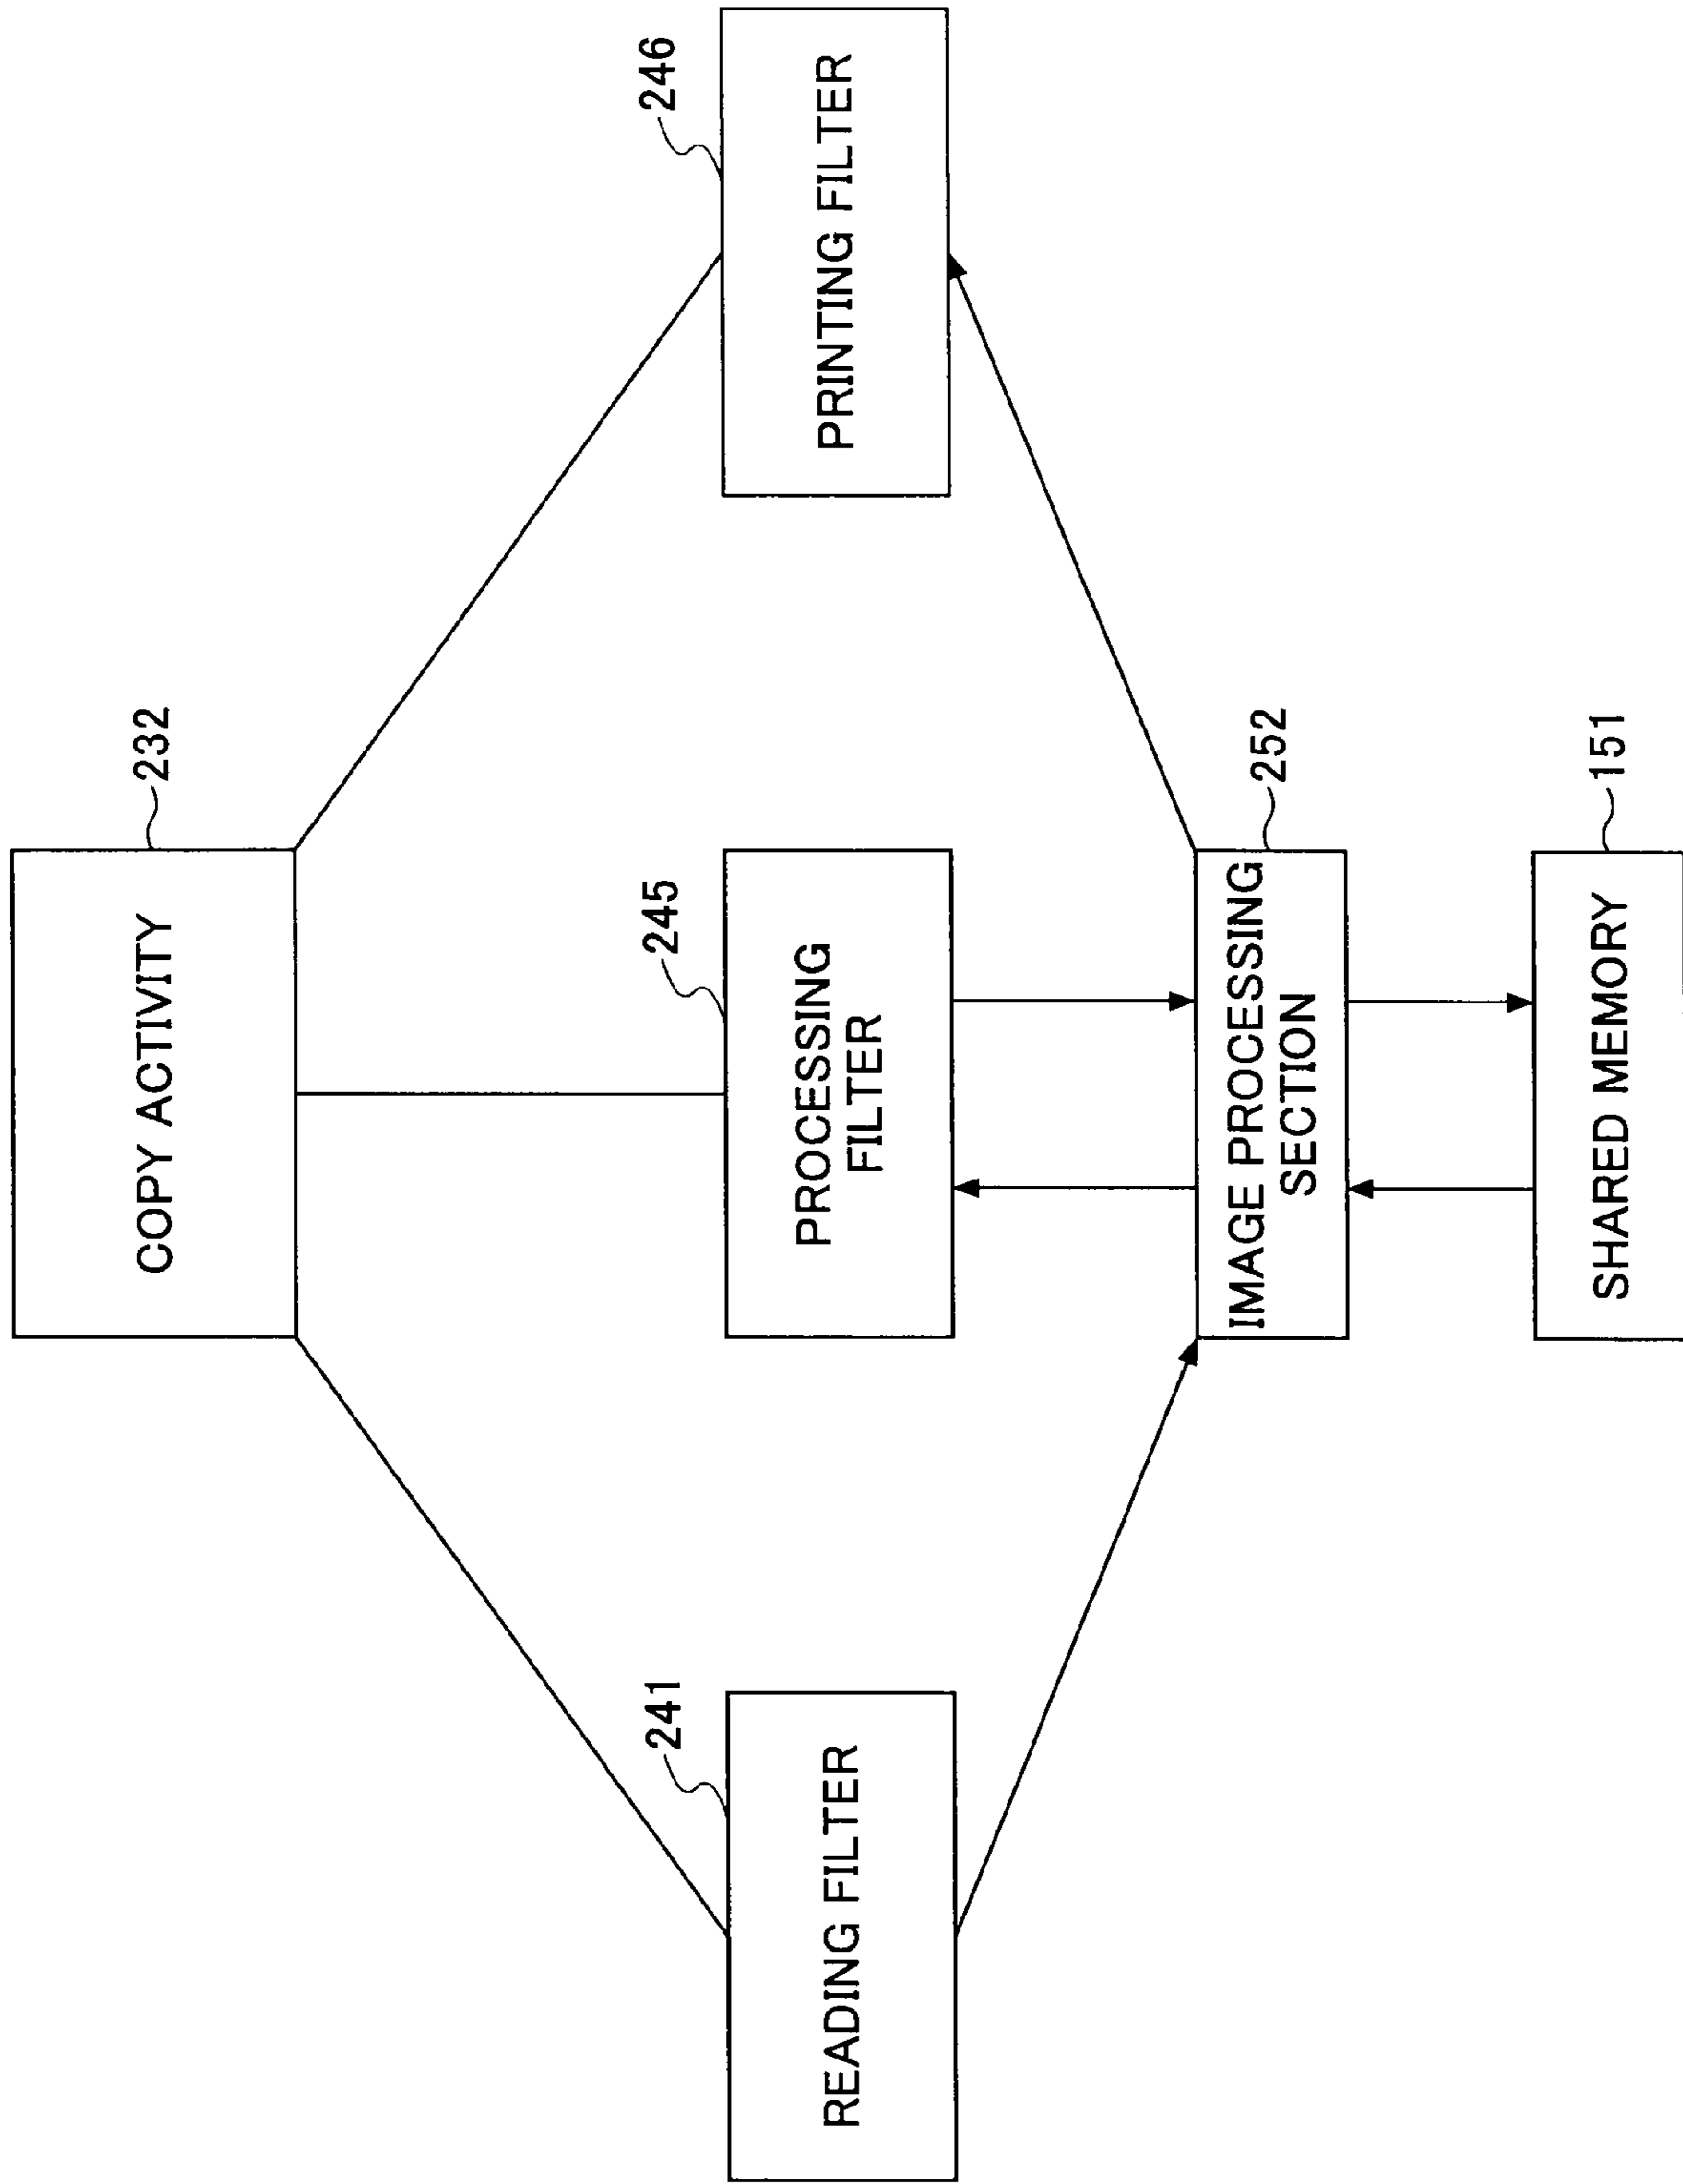 232
COPY ACTIVITY
241
READING FILTER
245
PROCESSING
FILTER
246
PRINTING FILTER
252
IMAGE PROCESSING
SECTION
151
SHARED MEMORY